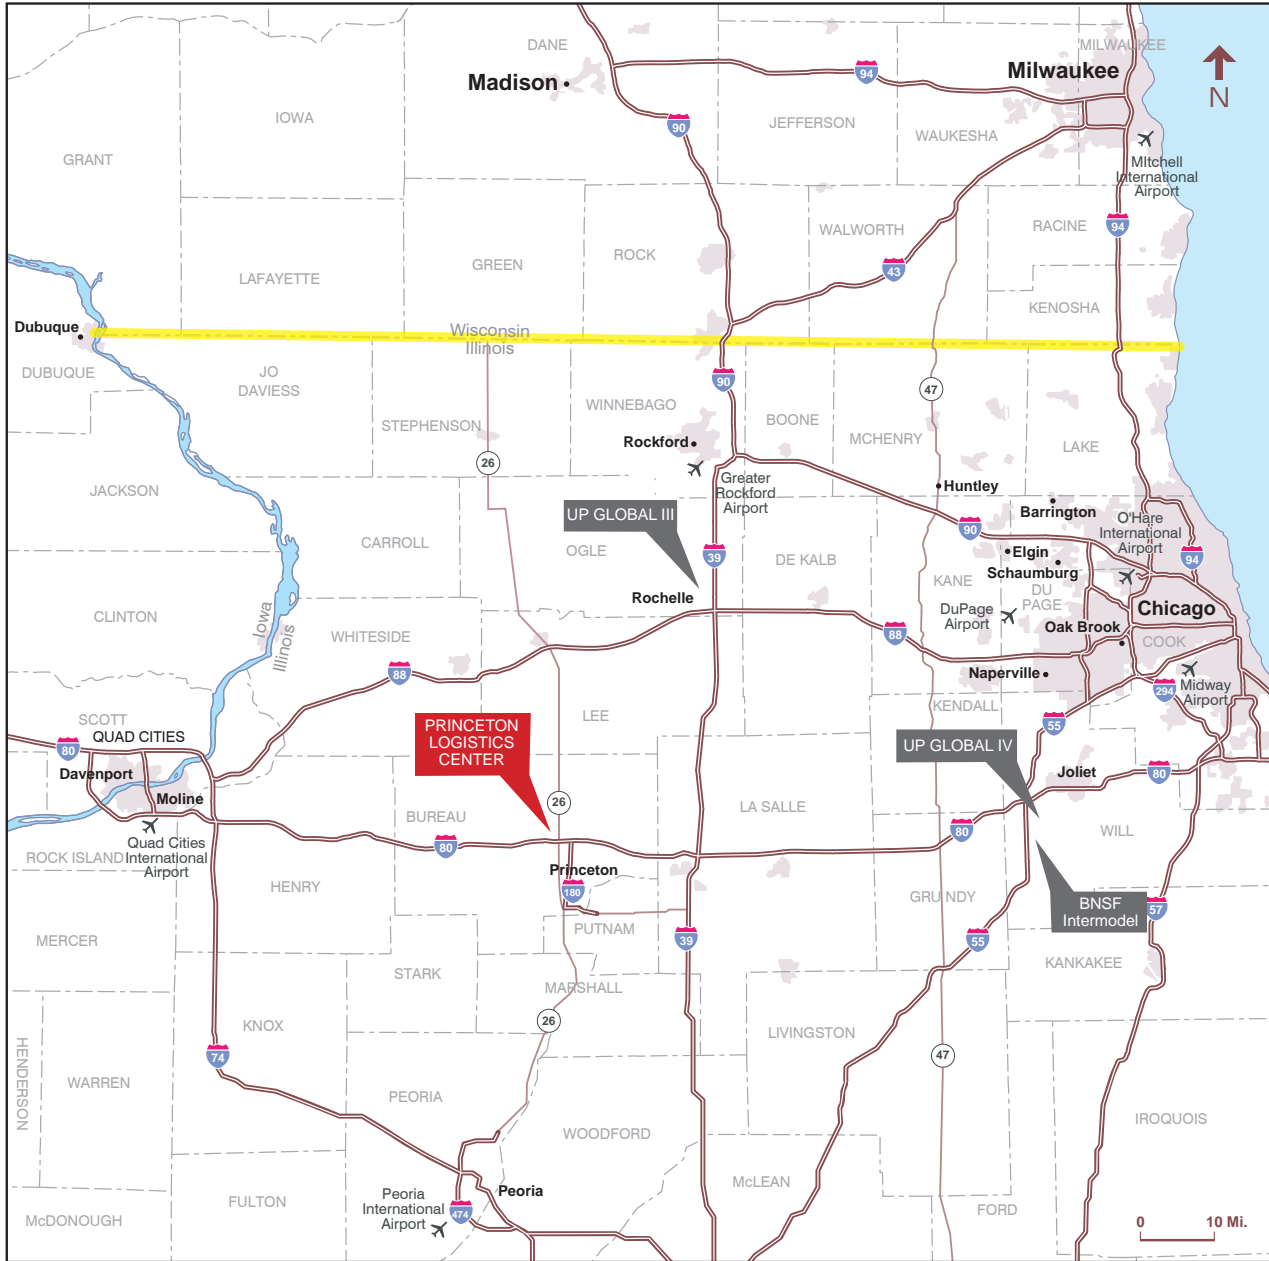 DANE
MILWAUKEE
Madison
94
Milwaukee
N
IOWA
90
JEFFERSON
WAUKESHA
GRANT
MItchell
International
Airport
ROCK
WALWORTH
RACINE
94
LAFAYETTE
GREEN
43
KENOSHA
Dubuque
Wisconsin
Illinois
DUBUQUE
JO
DAVIESS
90
47
WINNEBAGO
BOONE
STEPHENSON
MCHENRY
LAKE
Rockford
26
Greater
Rockford
Airport
Huntley
JACKSON
UP GLOBAL III
Barrington
O'Hare
International
Airport
90
CARROLL
OGLE
39
DE KALB
Elgin
94
Schaumburg
KANE
DU
PAGE
Rochelle
CLINTON
DuPage
Airport
Chicago
Iowa
Illinois
WHITESIDE
88
Oak Brook
COOK
88
Naperville
294
Midway
Airport
SCOTT
LEE
KENDALL
55
QUAD CITIES
80
PRINCETON
LOGISTICS
CENTER
UP GLOBAL IV
Davenport
Joliet
80
Moline
26
LA SALLE
BUREAU
80
80
WILL
Quad Cities
International
Airport
ROCK ISLAND
Princeton
HENRY
180
GRUNDY
BNSF
Intermodel
57
PUTNAM
MERCER
39
55
STARK
KANKAKEE
MARSHALL
KNOX
26
LIVINGSTON
HENDERSON
74
47
WARREN
PEORIA
IROQUOIS
WOODFORD
McLEAN
Peoria
Peoria
International
Airport
FULTON
474
FORD
McDONOUGH
0 10 Mi.